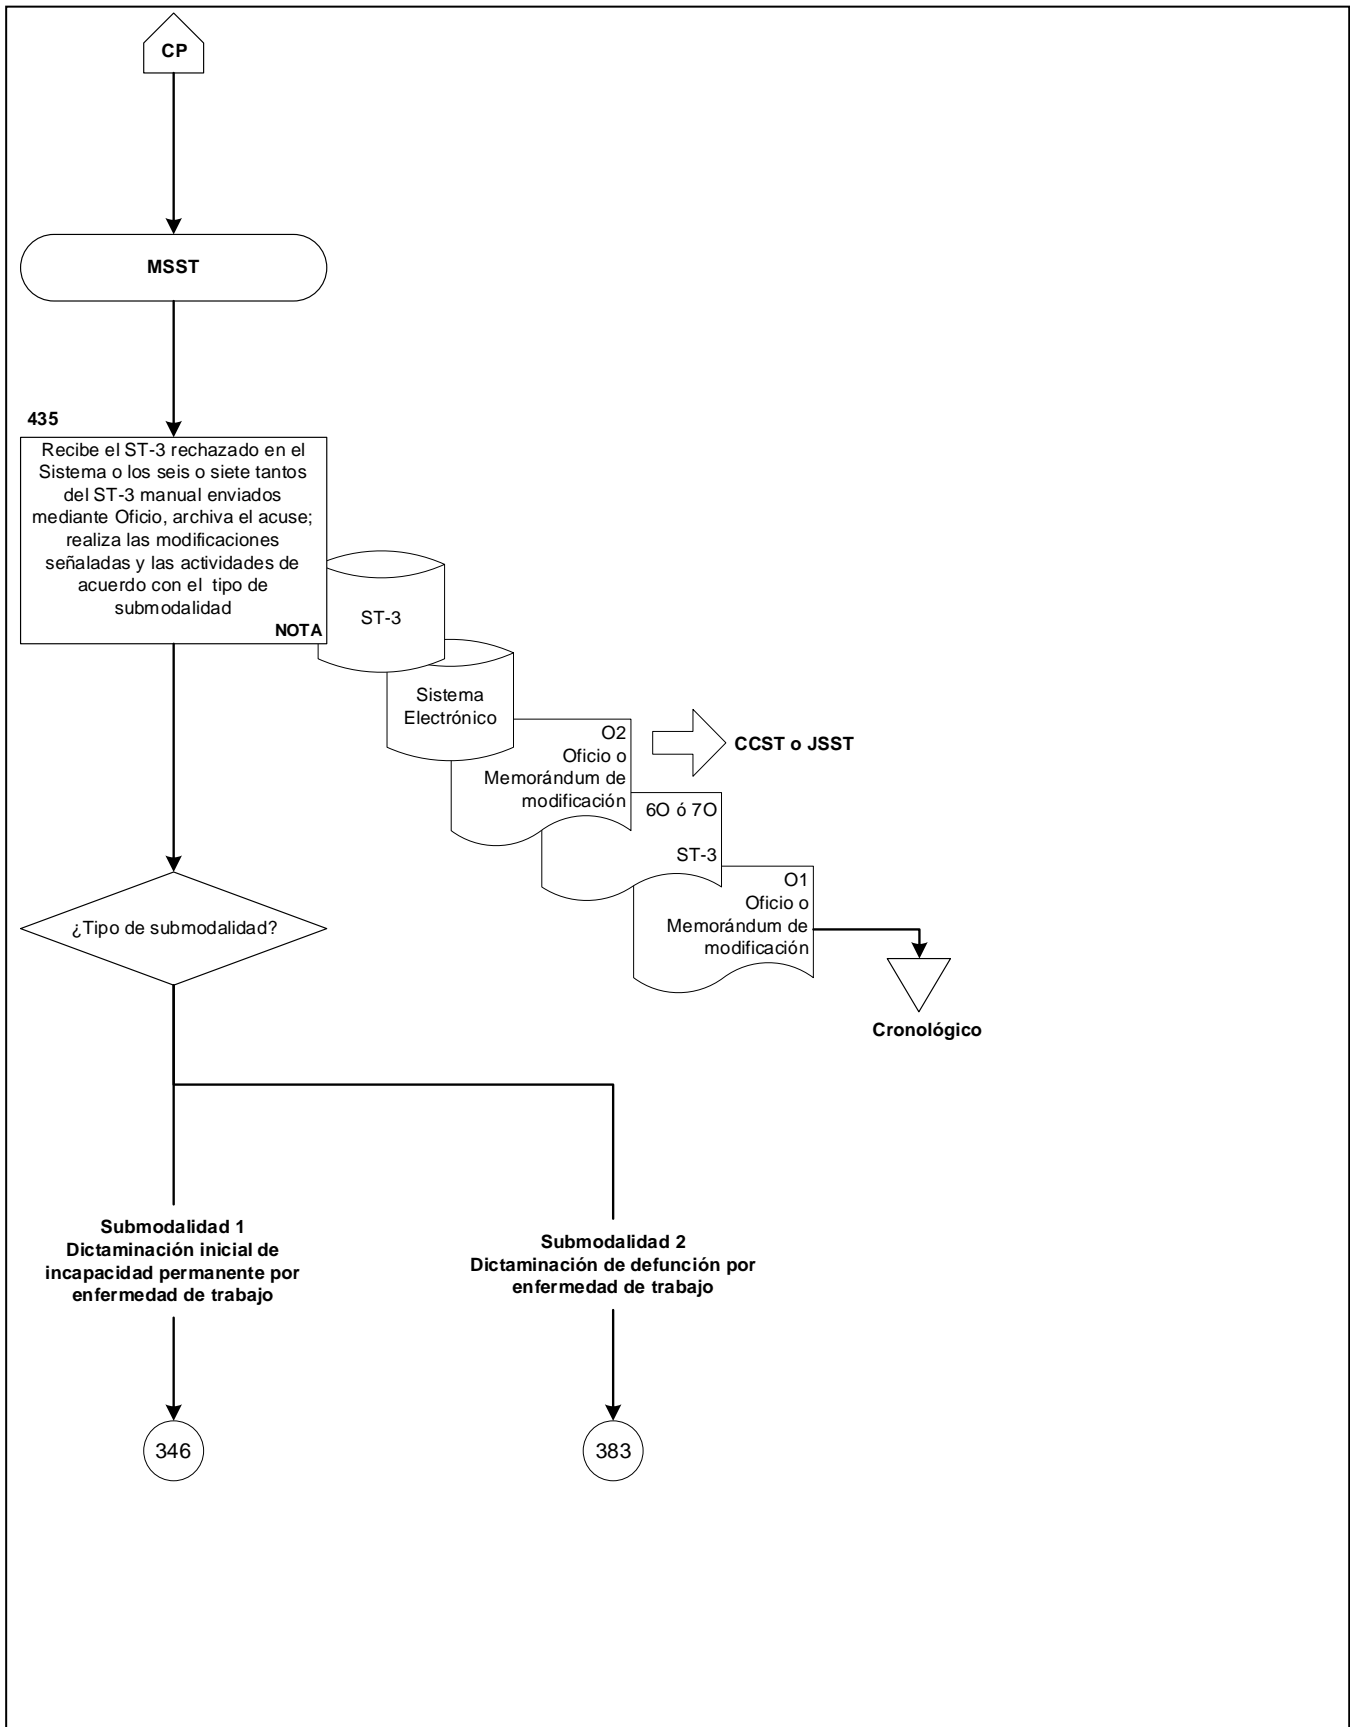 CP
MSST
435
Recibe el ST-3 rechazado en el
Sistema o los seis o siete tantos
del ST-3 manual enviados
mediante Oficio, archiva el acuse;
realiza las modificaciones
señaladas y las actividades de
acuerdo con el tipo de
submodalidad
NOTA
ST-3
Sistema
Electrónico
O2
Oficio o
Memorándum de
modificación
CCST o JSST
6O ó 7O
ST-3
O1
Oficio o
Memorándum de
modificación
Cronológico
¿Tipo de submodalidad?
Submodalidad 1
Dictaminación inicial de
incapacidad permanente por
enfermedad de trabajo
Submodalidad 2
Dictaminación de defunción por
enfermedad de trabajo
346
383